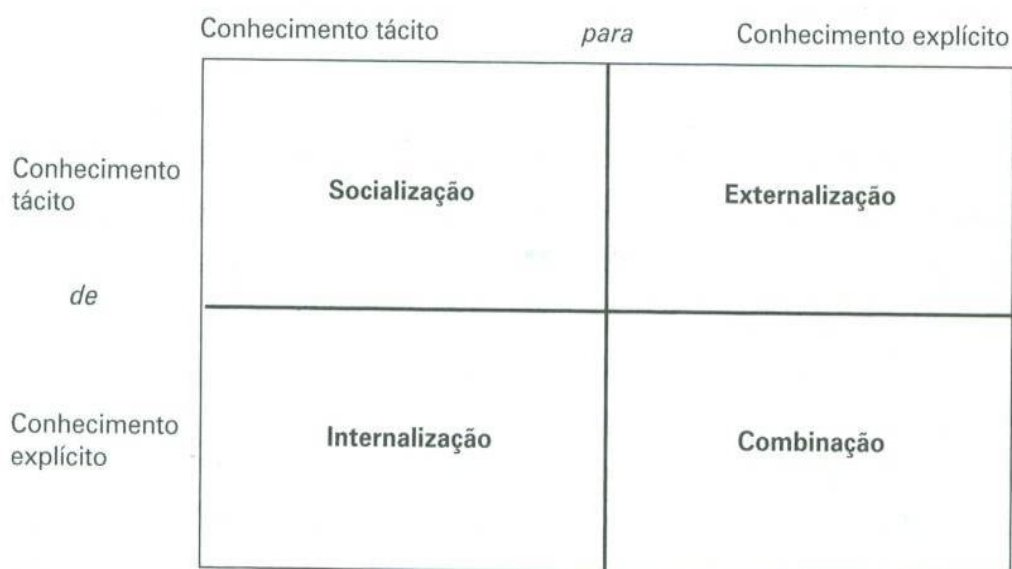 Conhecimento tácito para Conhecimento explícito
Conhecimento
tácito
Socialização Externalização
de
Conhecimento
explícito
Internalização Combinação